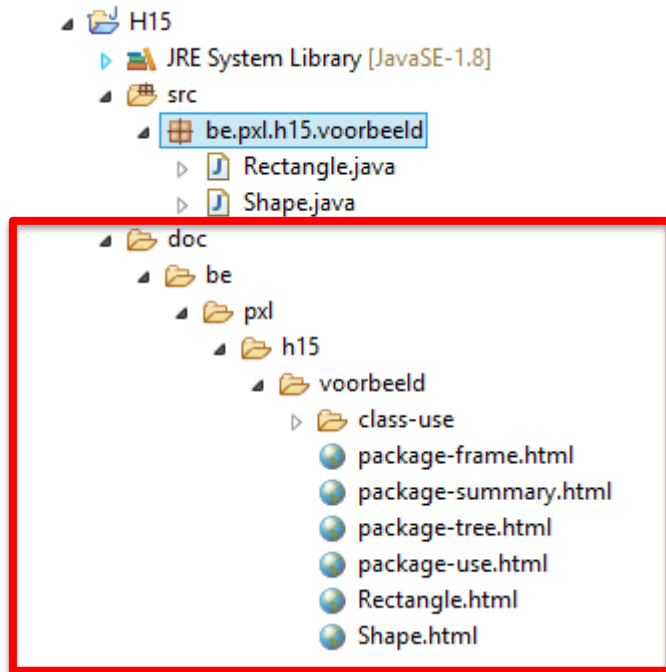 H15
JRE System Library [JavaSE-1.8]
src
be.pxl.h15.voorbeeld
Rectangle.java
Shape.java
doc
be
pxl
h15
voorbeeld
class-use
package-frame.html
package-summary.html
package-tree.html
package-use.html
Rectangle.html
Shape.html